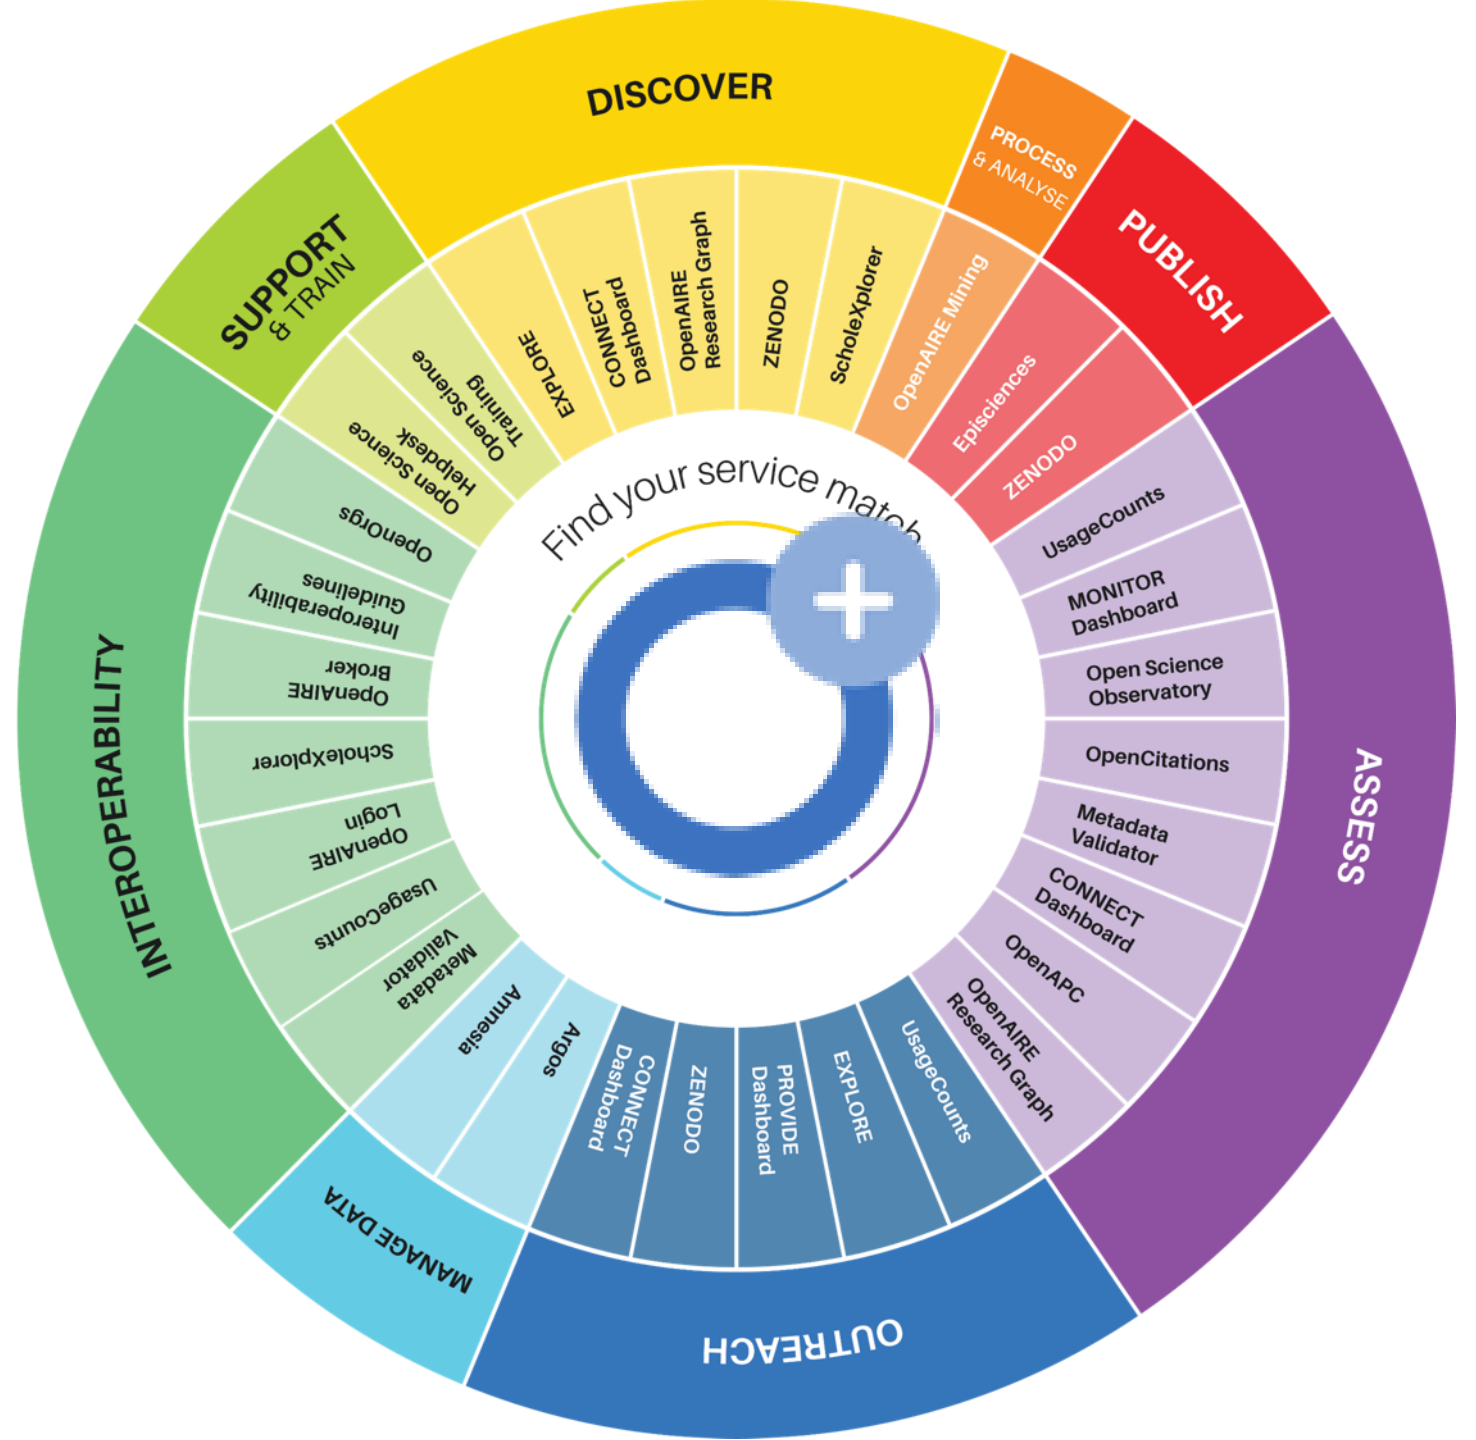 DISCOVER
EXPLORE
CONNECT
Dashboard
OpenAIRE
Research Graph
ZENODO
ScholeXplorer
PROCESS
& ANALYSE
OpenAIRE Mining
PUBLISH
Episciences
ZENODO
ASSESS
UsageCounts
MONITOR
Dashboard
Open Science
Observatory
OpenCitations
Metadata
Validator
CONNECT
Dashboard
OpenAPC
OpenAIRE
Research Graph
OUTREACH
UsageCounts
EXPLORE
PROVIDE
Dashboard
ZENODO
CONNECT
Dashboard
MANAGE DATA
Argos
Amnesia
INTEROPERABILITY
Metadata
Validator
UsageCounts
OpenAIRE
Login
ScholeXplorer
OpenAIRE
Broker
Interoperability
Guidelines
OpenOrgs
SUPPORT
& TRAIN
Open Science
Helpdesk
Open Science
Training
Find your service match